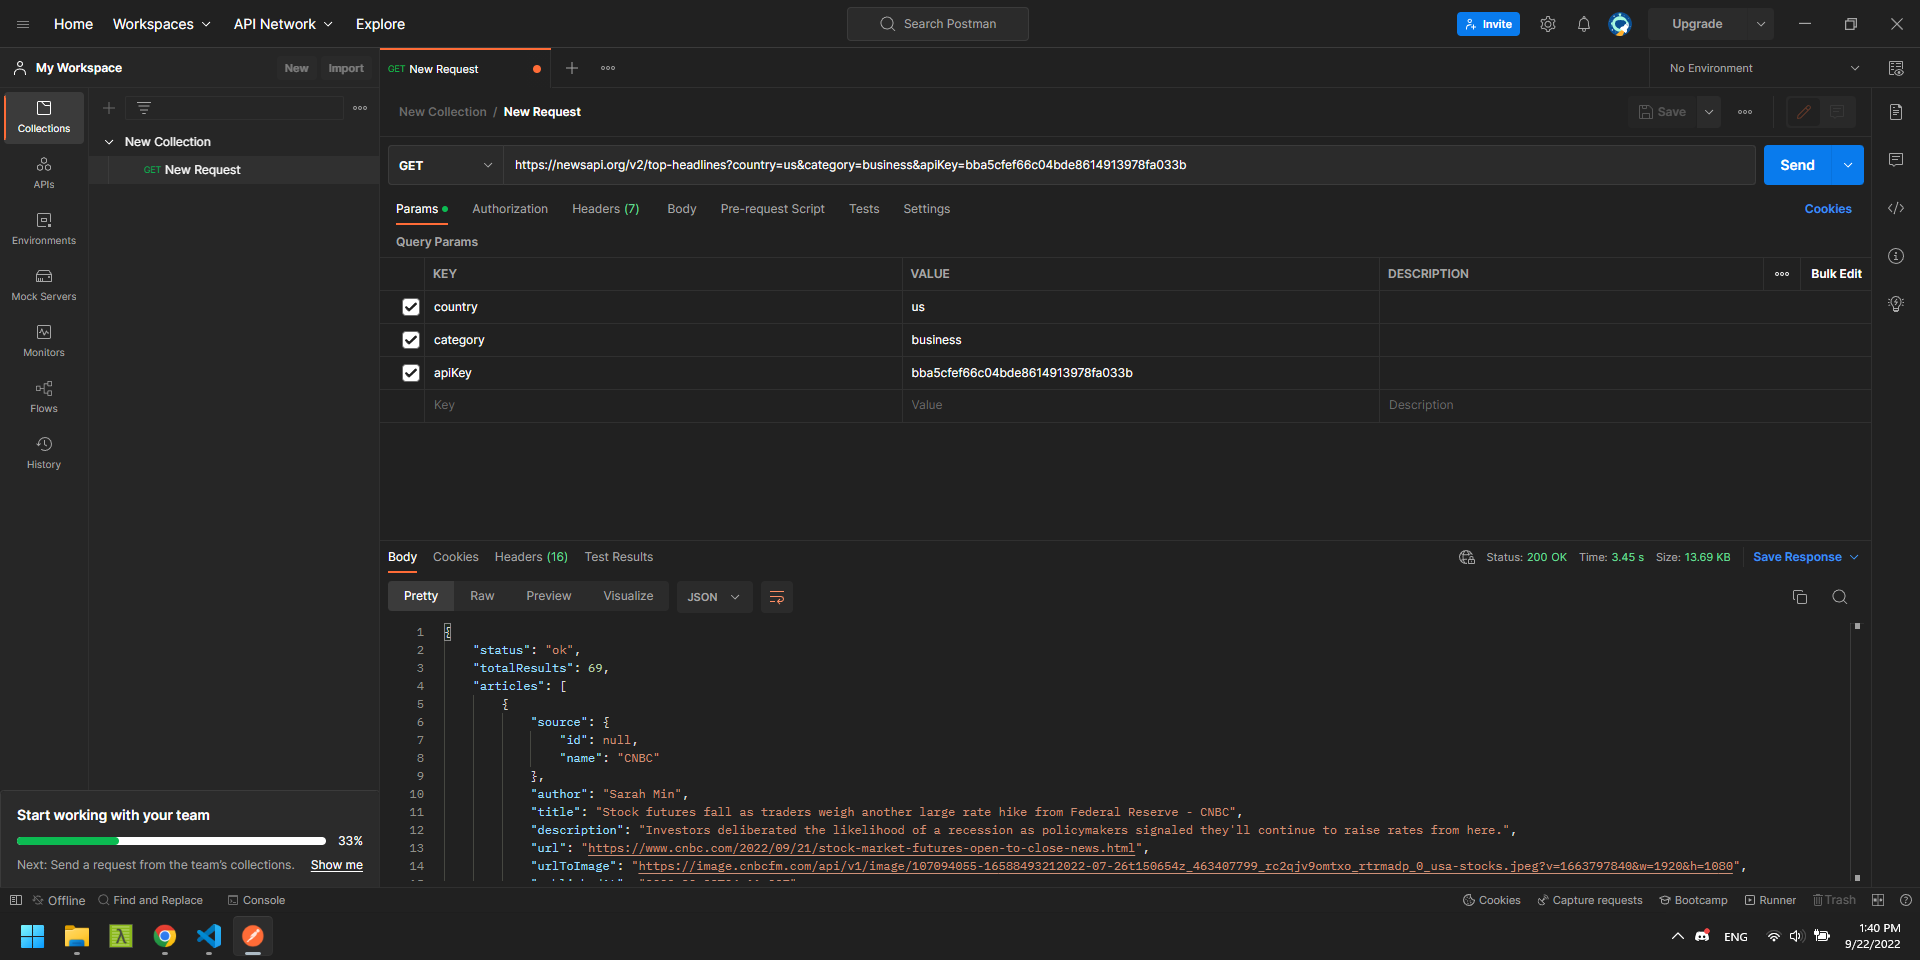 Home Workspaces API Network Explore
Search Postman
Invite Upgrade
My Workspace New Import
GET New Request
No Environment
Collections
APIs
Environments
Mock Servers
Monitors
Flows
History
New Collection
GET New Request
New Collection / New Request
Save
GET https://newsapi.org/v2/top-headlines?country=us&category=business&apiKey=bba5cfef66c04bde8614913978fa033b Send
Params Authorization Headers (7) Body Pre-request Script Tests Settings Cookies
Query Params
KEY VALUE DESCRIPTION Bulk Edit
country us
category business
apiKey bba5cfef66c04bde8614913978fa033b
Key Value Description
Body Cookies Headers (16) Test Results Status: 200 OK Time: 3.45 s Size: 13.69 KB Save Response
Pretty Raw Preview Visualize JSON
1 {
2 "status": "ok",
3 "totalResults": 69,
4 "articles": [
5 {
6 "source": {
7 "id": null,
8 "name": "CNBC"
9 },
10 "author": "Sarah Min",
11 "title": "Stock futures fall as traders weigh another large rate hike from Federal Reserve - CNBC",
12 "description": "Investors deliberated the likelihood of a recession as policymakers signaled they'll continue to raise rates from here.",
13 "url": "https://www.cnbc.com/2022/09/21/stock-market-futures-open-to-close-news.html",
14 "urlToImage": "https://image.cnbcfm.com/api/v1/image/107094055-16588493212022-07-26t150654z_463407799_rc2qjv9omtxo_rtrmadp_0_usa-stocks.jpeg?v=1663797840&w=1920&h=1080",
Start working with your team
33%
Next: Send a request from the team's collections. Show me
Offline Find and Replace Console
Cookies Capture requests Bootcamp Runner Trash
ENG
1:40 PM
9/22/2022